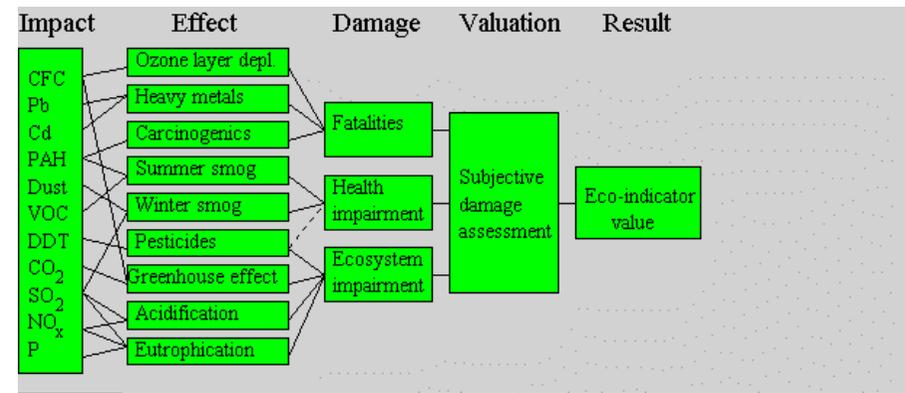 Impact Effect Damage Valuation Result
CFC
Pb
Cd
PAH
Dust
VOC
DDT
CO2
SO2
NOx
P
Ozone layer depl.
Heavy metals
Carcinogenics
Summer smog
Winter smog
Pesticides
Greenhouse effect
Acidification
Eutrophication
Fatalities
Health
impairment
Ecosystem
impairment
Subjective
damage
assessment
Eco-indicator
value